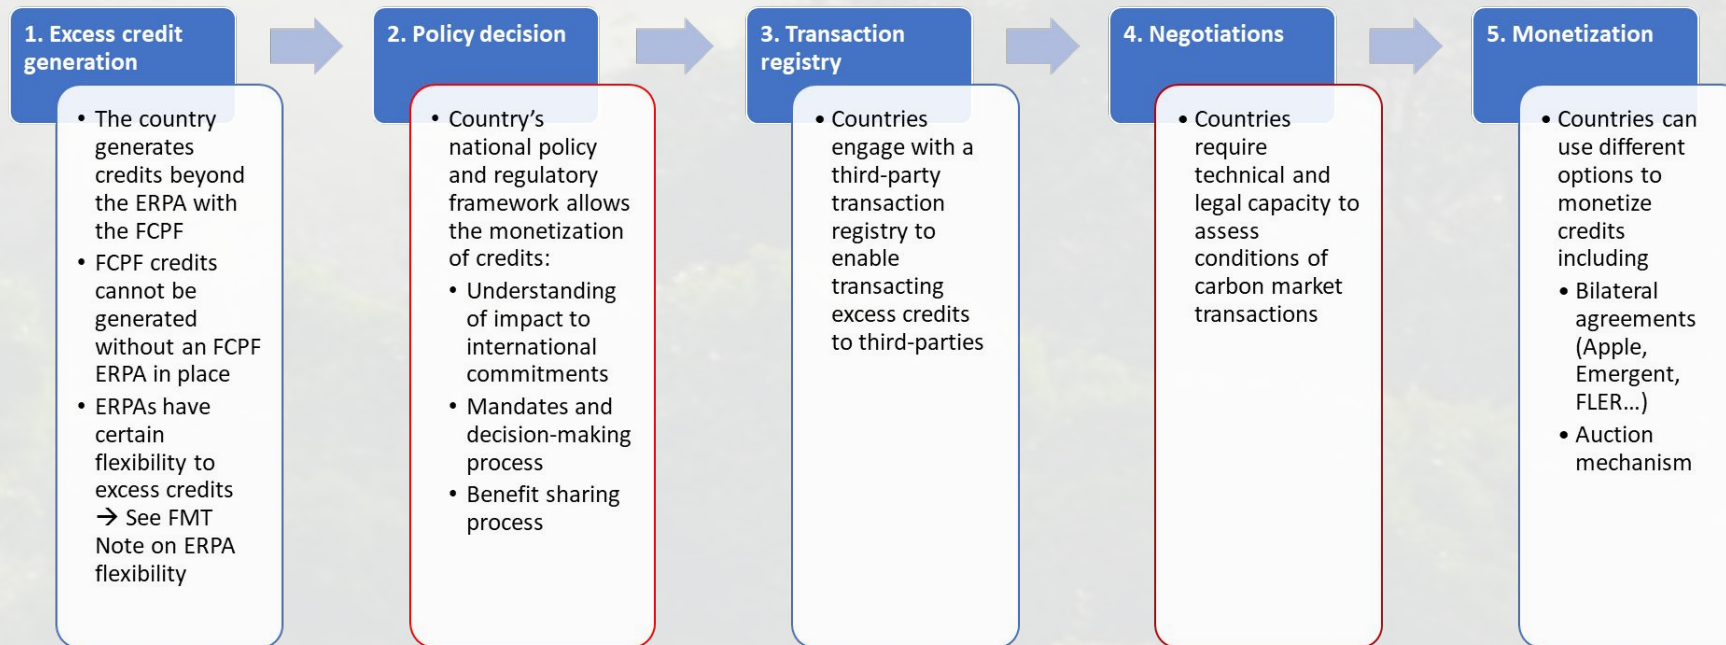 1. Excess credit
generation
• The country
generates
credits beyond
the ERPA with
the FCPF
• FCPF credits
cannot be
generated
without an FCPF
ERPA in place
• ERPAs have
certain
flexibility to
excess credits
→ See FMT
Note on ERPA
flexibility
2. Policy decision
• Country’s
national policy
and regulatory
framework allows
the monetization
of credits:
• Understanding
of impact to
international
commitments
• Mandates and
decision-making
process
• Benefit sharing
process
3. Transaction
registry
• Countries
engage with a
third-party
transaction
registry to
enable
transacting
excess credits
to third-parties
4. Negotiations
• Countries
require
technical and
legal capacity to
assess
conditions of
carbon market
transactions
5. Monetization
• Countries can
use different
options to
monetize
credits
including
• Bilateral
agreements
(Apple,
Emergent,
FLER...)
• Auction
mechanism